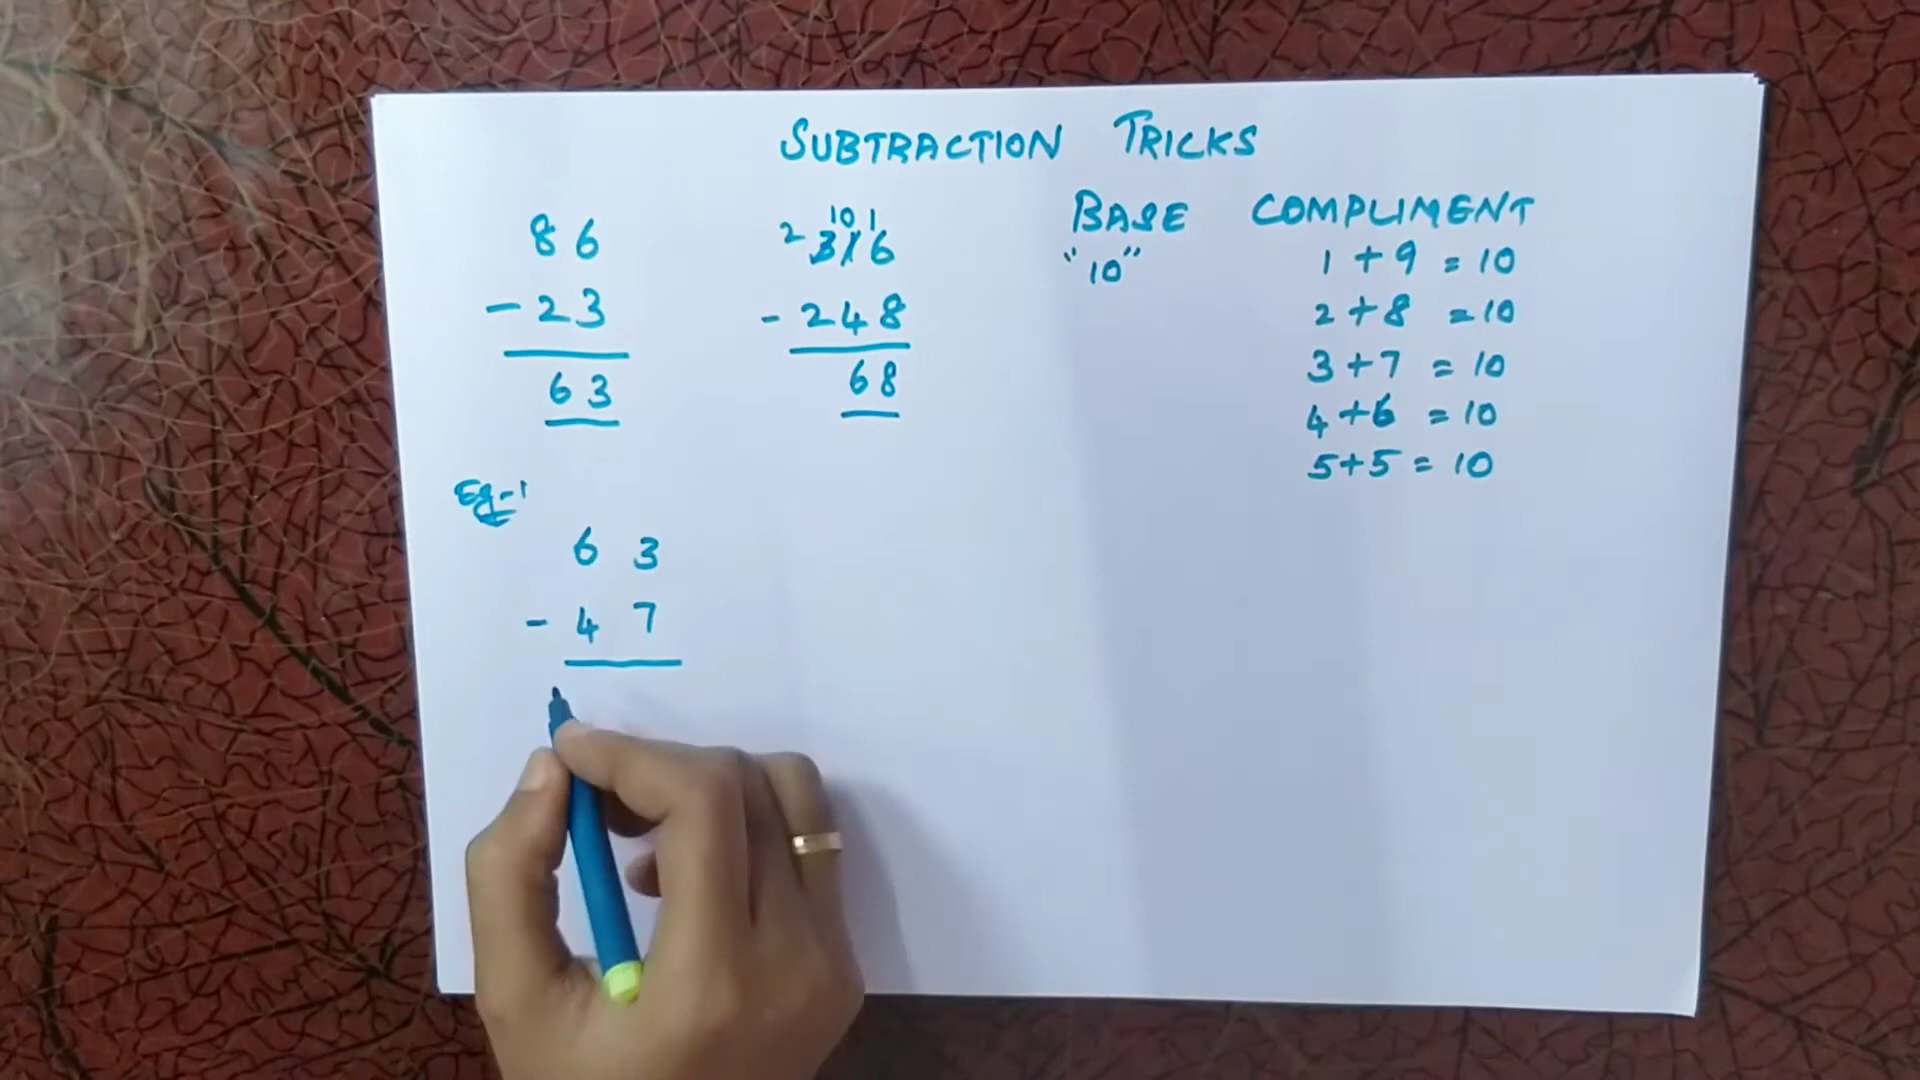 SUBTRACTION TRICKS
86
- 23
63
10 1
2 316
- 248
68
BASE COMPLIMENT
"10"
1 + 9 = 10
2 + 8 = 10
3 + 7 = 10
4 + 6 = 10
5 + 5 = 10
Eg-1
6 3
- 4 7